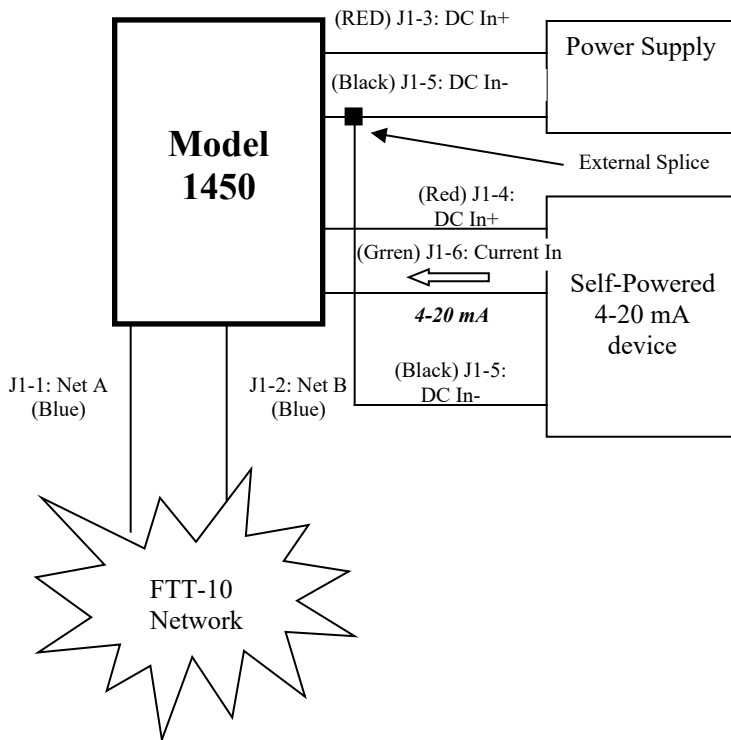 (RED) J1-3: DC In+
Power Supply
(Black) J1-5: DC In-
Model
1450
External Splice
(Red) J1-4:
DC In+
(Grren) J1-6: Current In
4-20 mA
Self-Powered
4-20 mA
device
J1-1: Net A
(Blue)
J1-2: Net B
(Blue)
(Black) J1-5:
DC In-
FTT-10
Network